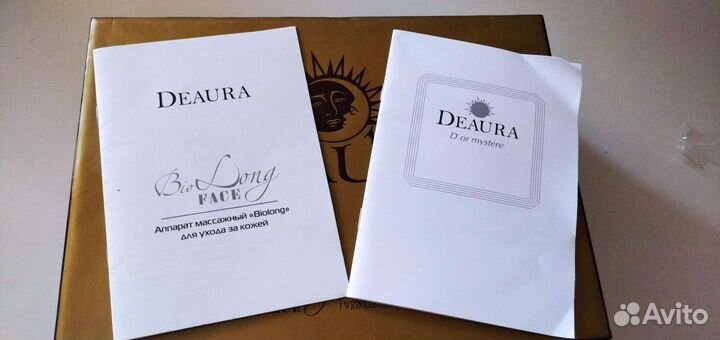 DEAURA
Bio Long
FACE
Аппарат массажный «Biolong»
для ухода за кожей
DEAURA
D'or mystère
Avito